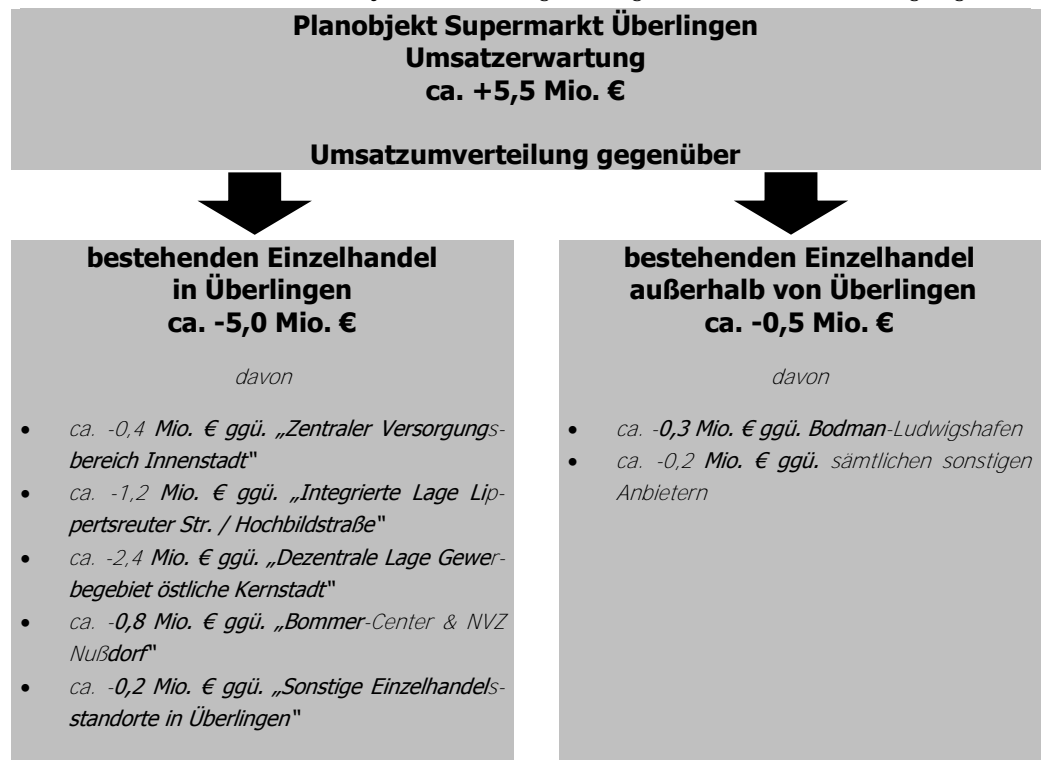 Planobjekt Supermarkt Überlingen
Umsatzerwartung
ca. +5,5 Mio. €
Umsatzumverteilung gegenüber
bestehenden Einzelhandel
in Überlingen
ca. -5,0 Mio. €
davon
• ca. -0,4 Mio. € ggü. „Zentraler Versorgungs-
bereich Innenstadt“
• ca. -1,2 Mio. € ggü. „Integrierte Lage Lip-
pertsreuter Str. / Hochbildstraße“
• ca. -2,4 Mio. € ggü. „Dezentrale Lage Gewer-
begebiet östliche Kernstadt“
• ca. -0,8 Mio. € ggü. „Bommer-Center & NVZ
Nußdorf“
• ca. -0,2 Mio. € ggü. „Sonstige Einzelhandels-
standorte in Überlingen“
bestehenden Einzelhandel
außerhalb von Überlingen
ca. -0,5 Mio. €
davon
• ca. -0,3 Mio. € ggü. Bodman-Ludwigshafen
• ca. -0,2 Mio. € ggü. sämtlichen sonstigen
Anbietern